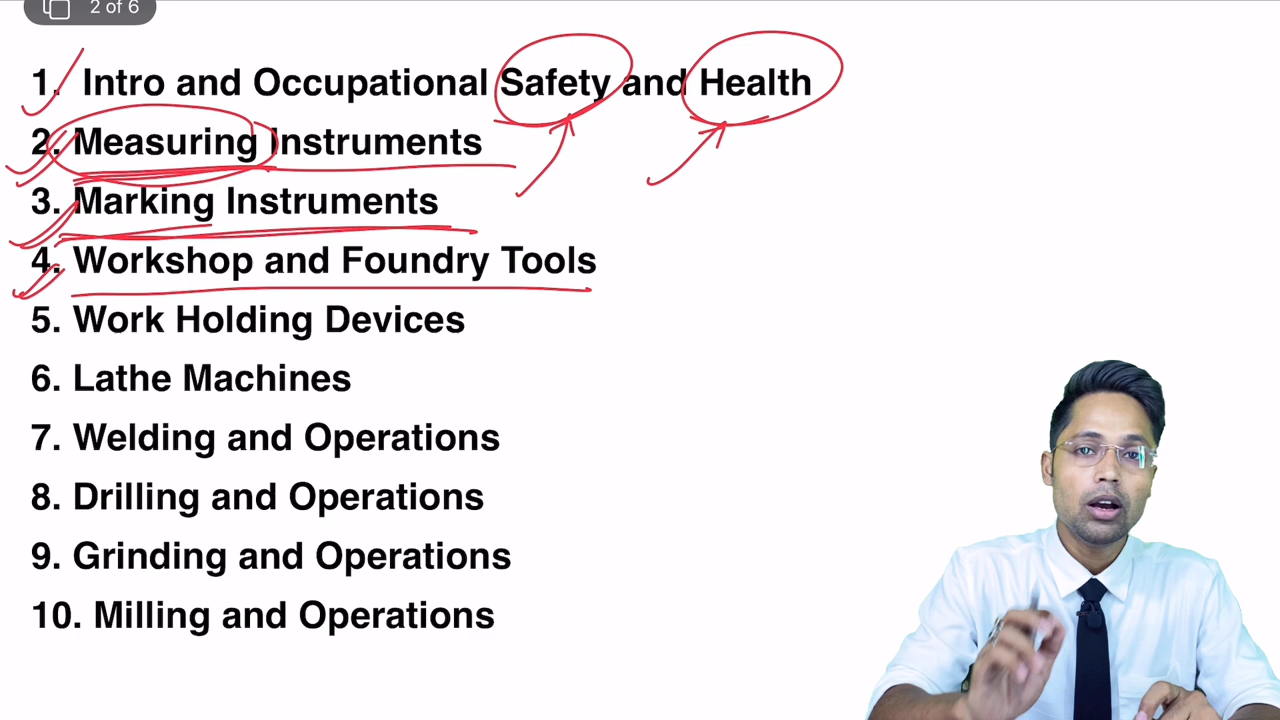 2 of 6
1. Intro and Occupational Safety and Health
2. Measuring Instruments
3. Marking Instruments
4. Workshop and Foundry Tools
5. Work Holding Devices
6. Lathe Machines
7. Welding and Operations
8. Drilling and Operations
9. Grinding and Operations
10. Milling and Operations